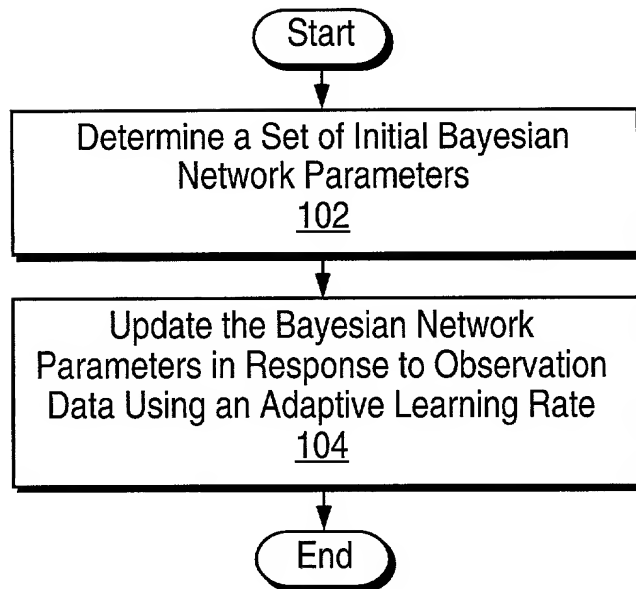 Start
Determine a Set of Initial Bayesian
Network Parameters
102
Update the Bayesian Network
Parameters in Response to Observation
Data Using an Adaptive Learning Rate
104
End